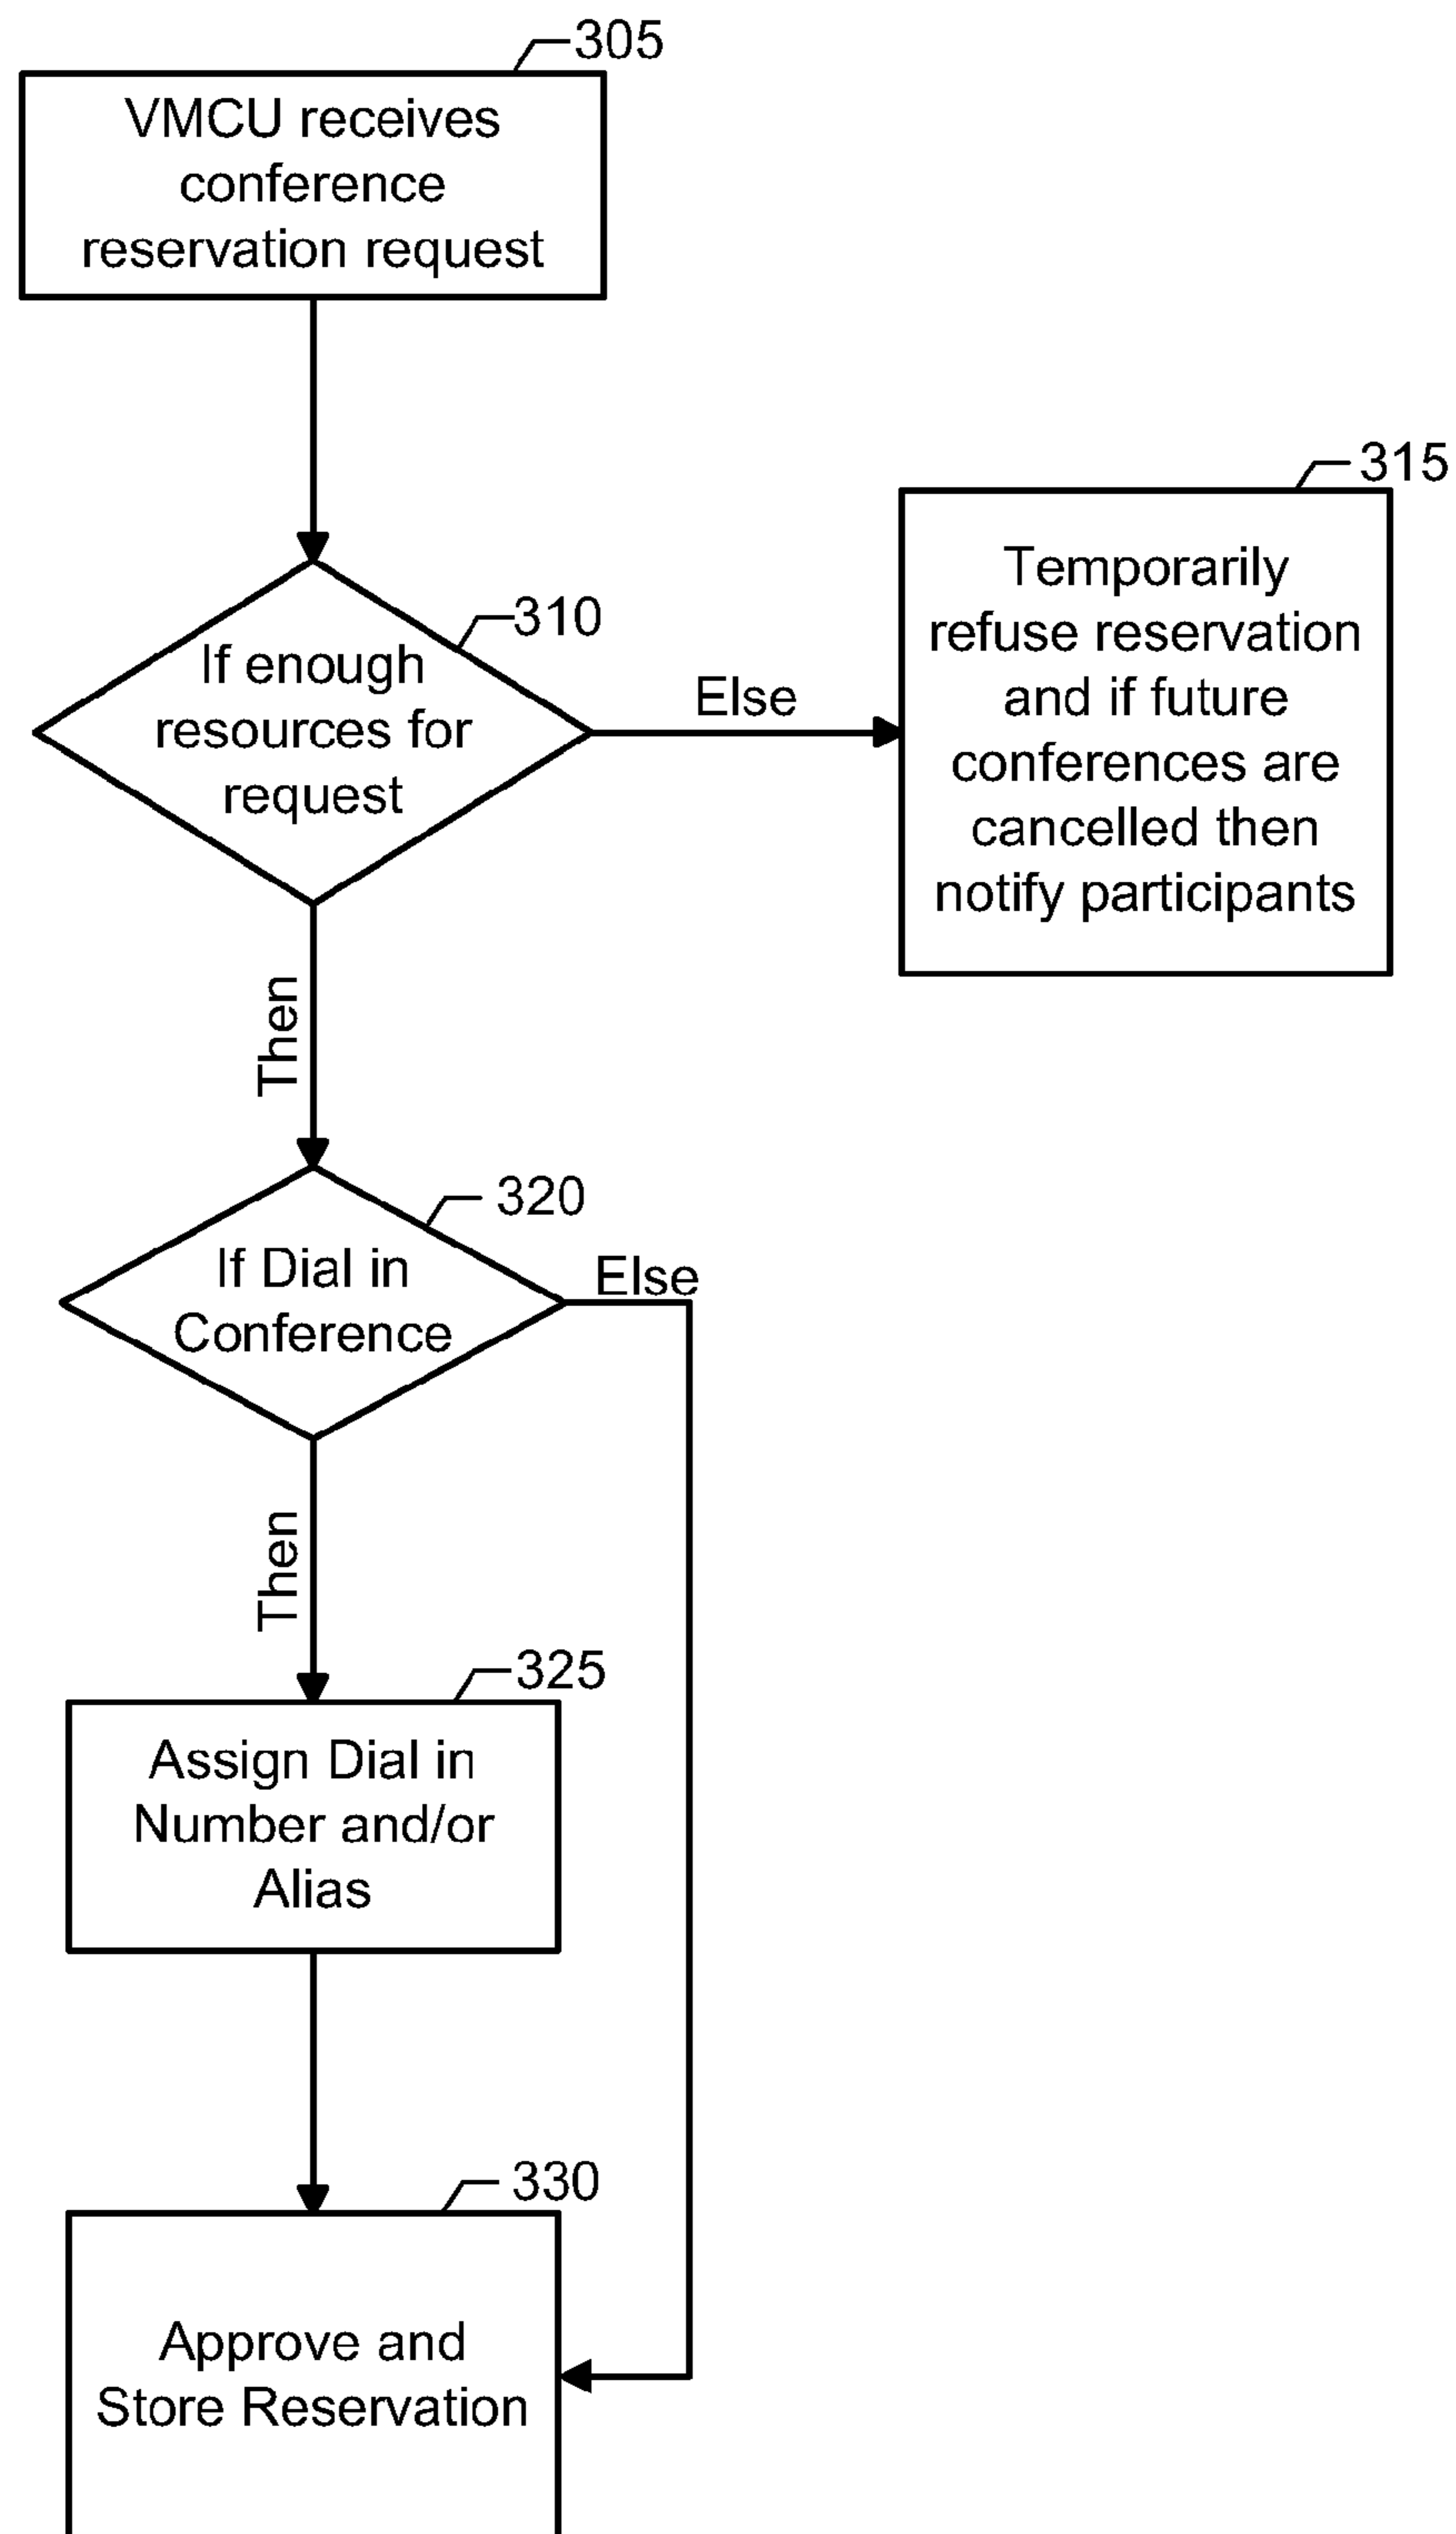 305
VMCU receives
conference
reservation request
310
If enough
resources for
request
Else
315
Temporarily
refuse reservation
and if future
conferences are
cancelled then
notify participants
Then
320
If Dial in
Conference
Else
Then
325
Assign Dial in
Number and/or
Alias
330
Approve and
Store Reservation